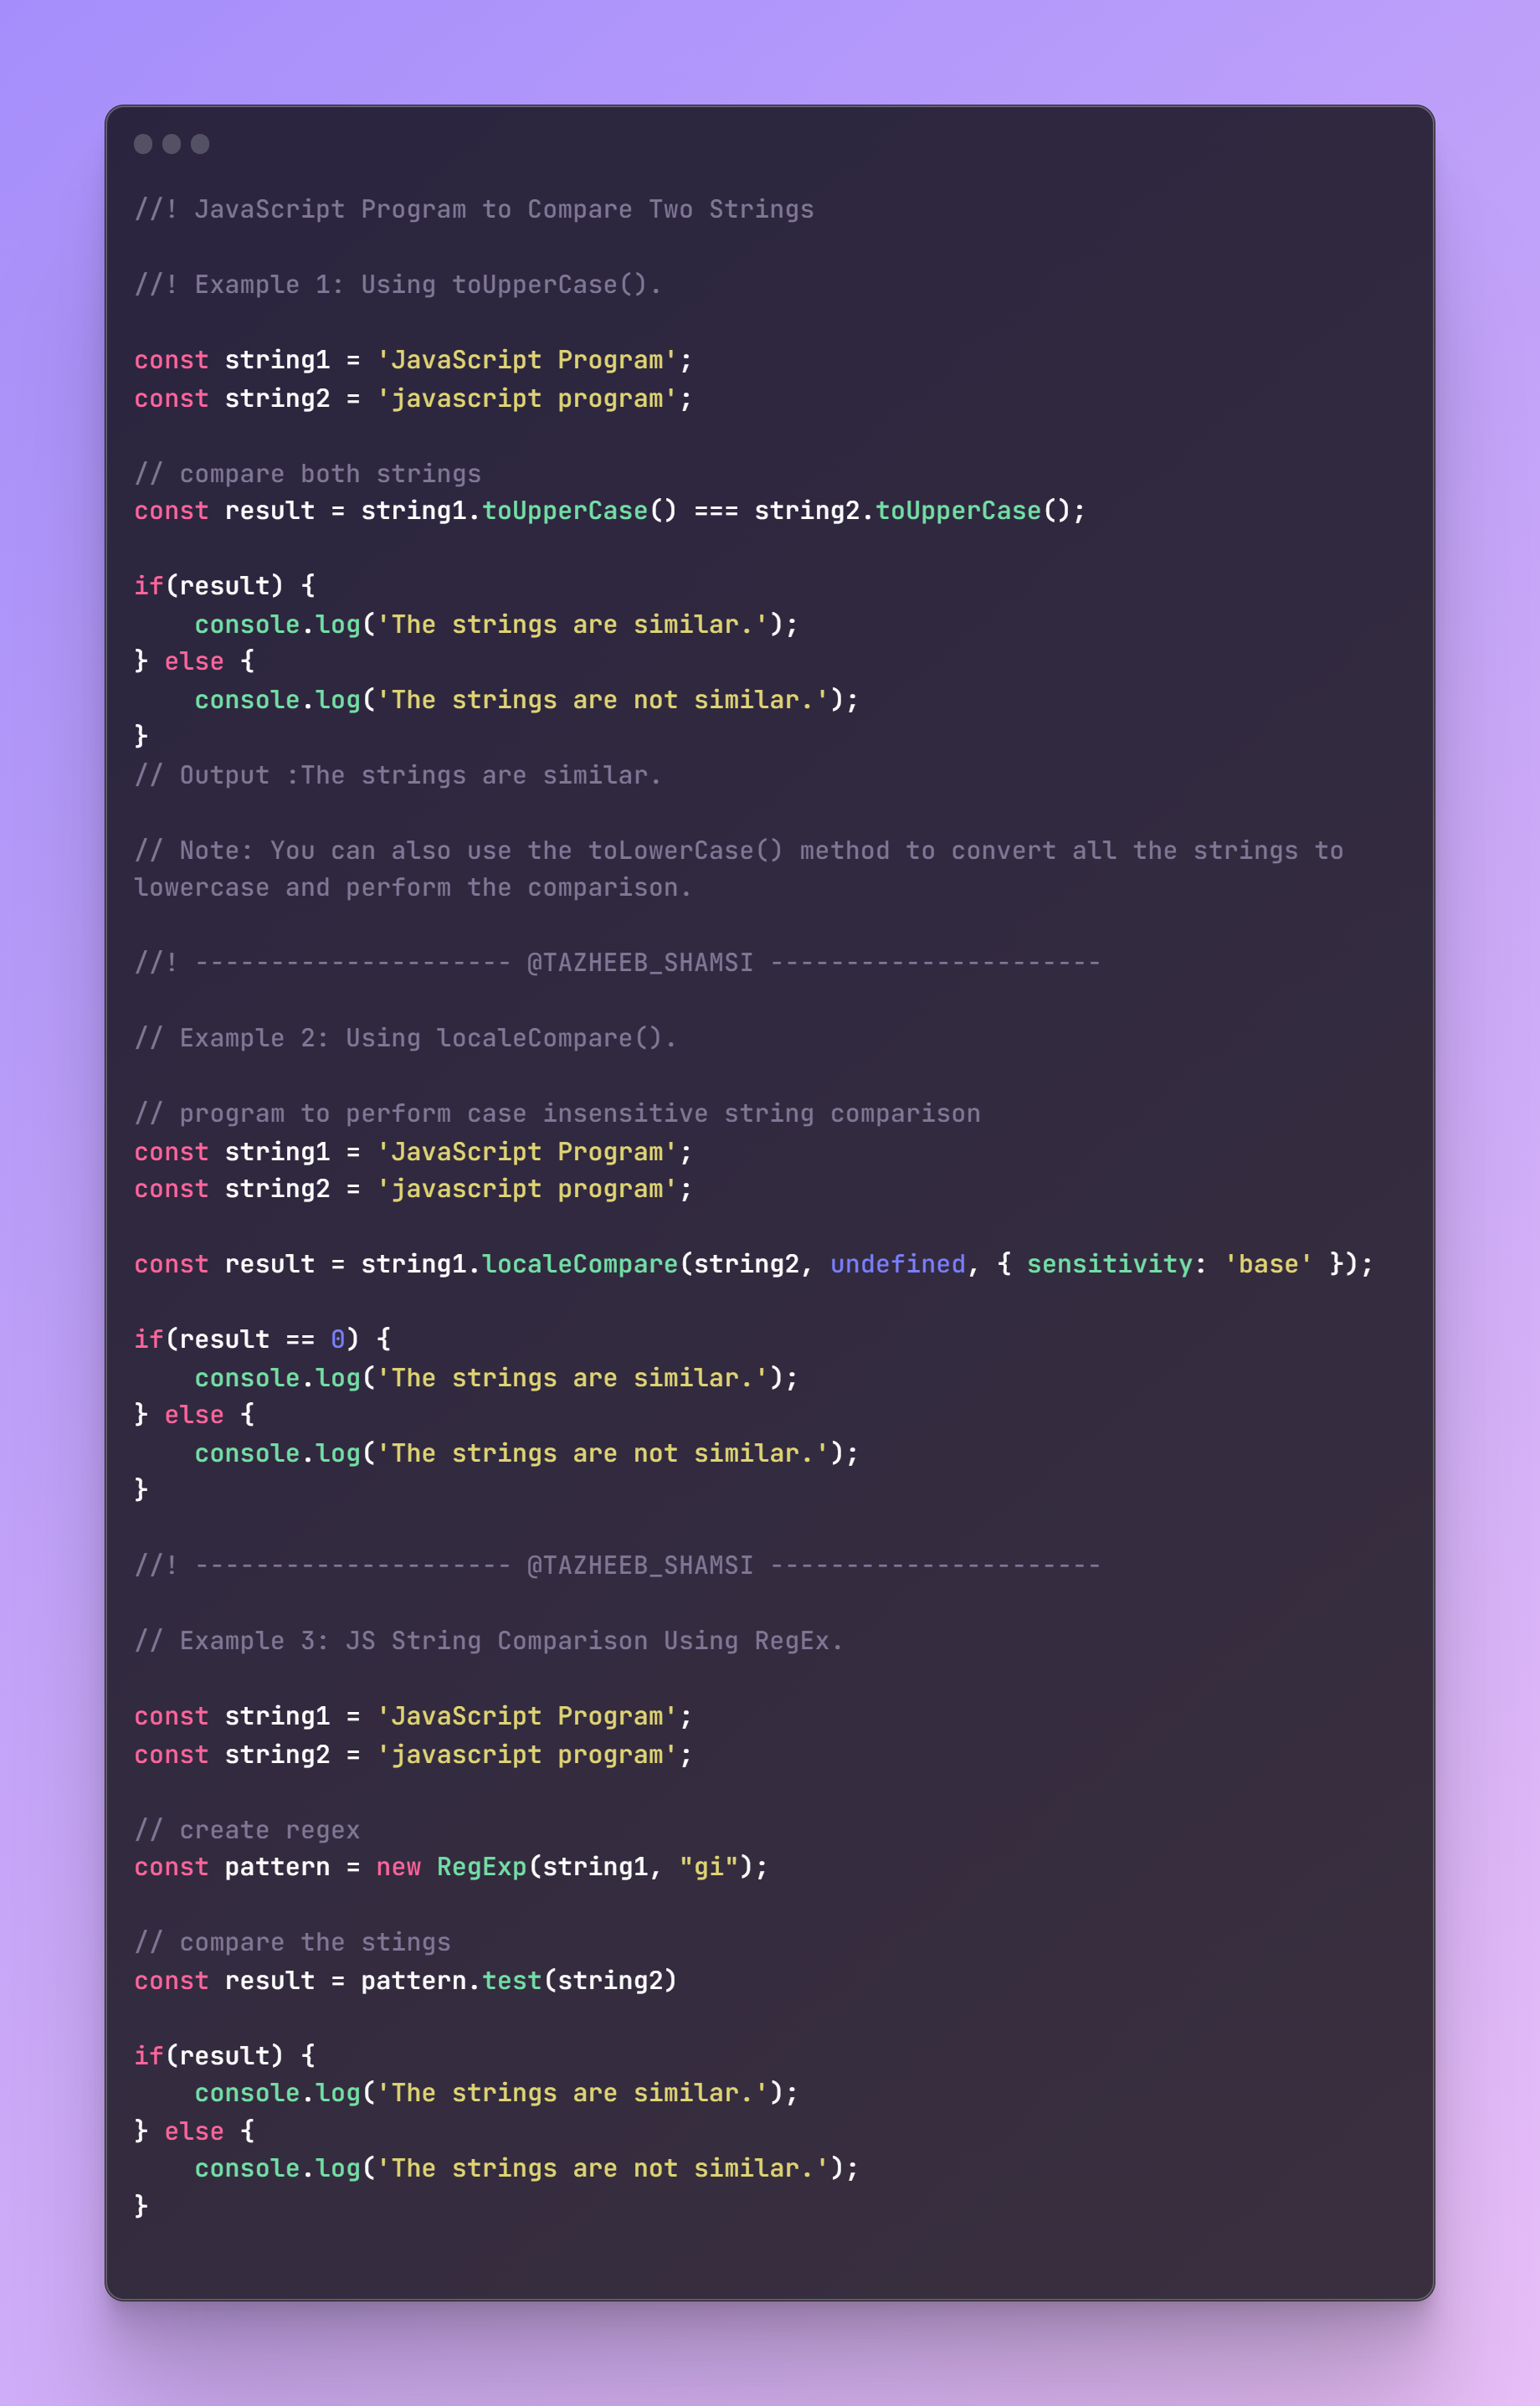 //! JavaScript Program to Compare Two Strings
//! Example 1: Using toUpperCase().
const string1 = 'JavaScript Program';
const string2 = 'javascript program';
// compare both strings
const result = string1.toUpperCase() === string2.toUpperCase();
if(result) {
    console.log('The strings are similar.');
} else {
    console.log('The strings are not similar.');
}
// Output :The strings are similar.
// Note: You can also use the toLowerCase() method to convert all the strings to
lowercase and perform the comparison.
//! --------------------- @TAZHEEB_SHAMSI ----------------------
// Example 2: Using localeCompare().
// program to perform case insensitive string comparison
const string1 = 'JavaScript Program';
const string2 = 'javascript program';
const result = string1.localeCompare(string2, undefined, { sensitivity: 'base' });
if(result == 0) {
    console.log('The strings are similar.');
} else {
    console.log('The strings are not similar.');
}
//! --------------------- @TAZHEEB_SHAMSI ----------------------
// Example 3: JS String Comparison Using RegEx.
const string1 = 'JavaScript Program';
const string2 = 'javascript program';
// create regex
const pattern = new RegExp(string1, "gi");
// compare the stings
const result = pattern.test(string2)
if(result) {
    console.log('The strings are similar.');
} else {
    console.log('The strings are not similar.');
}